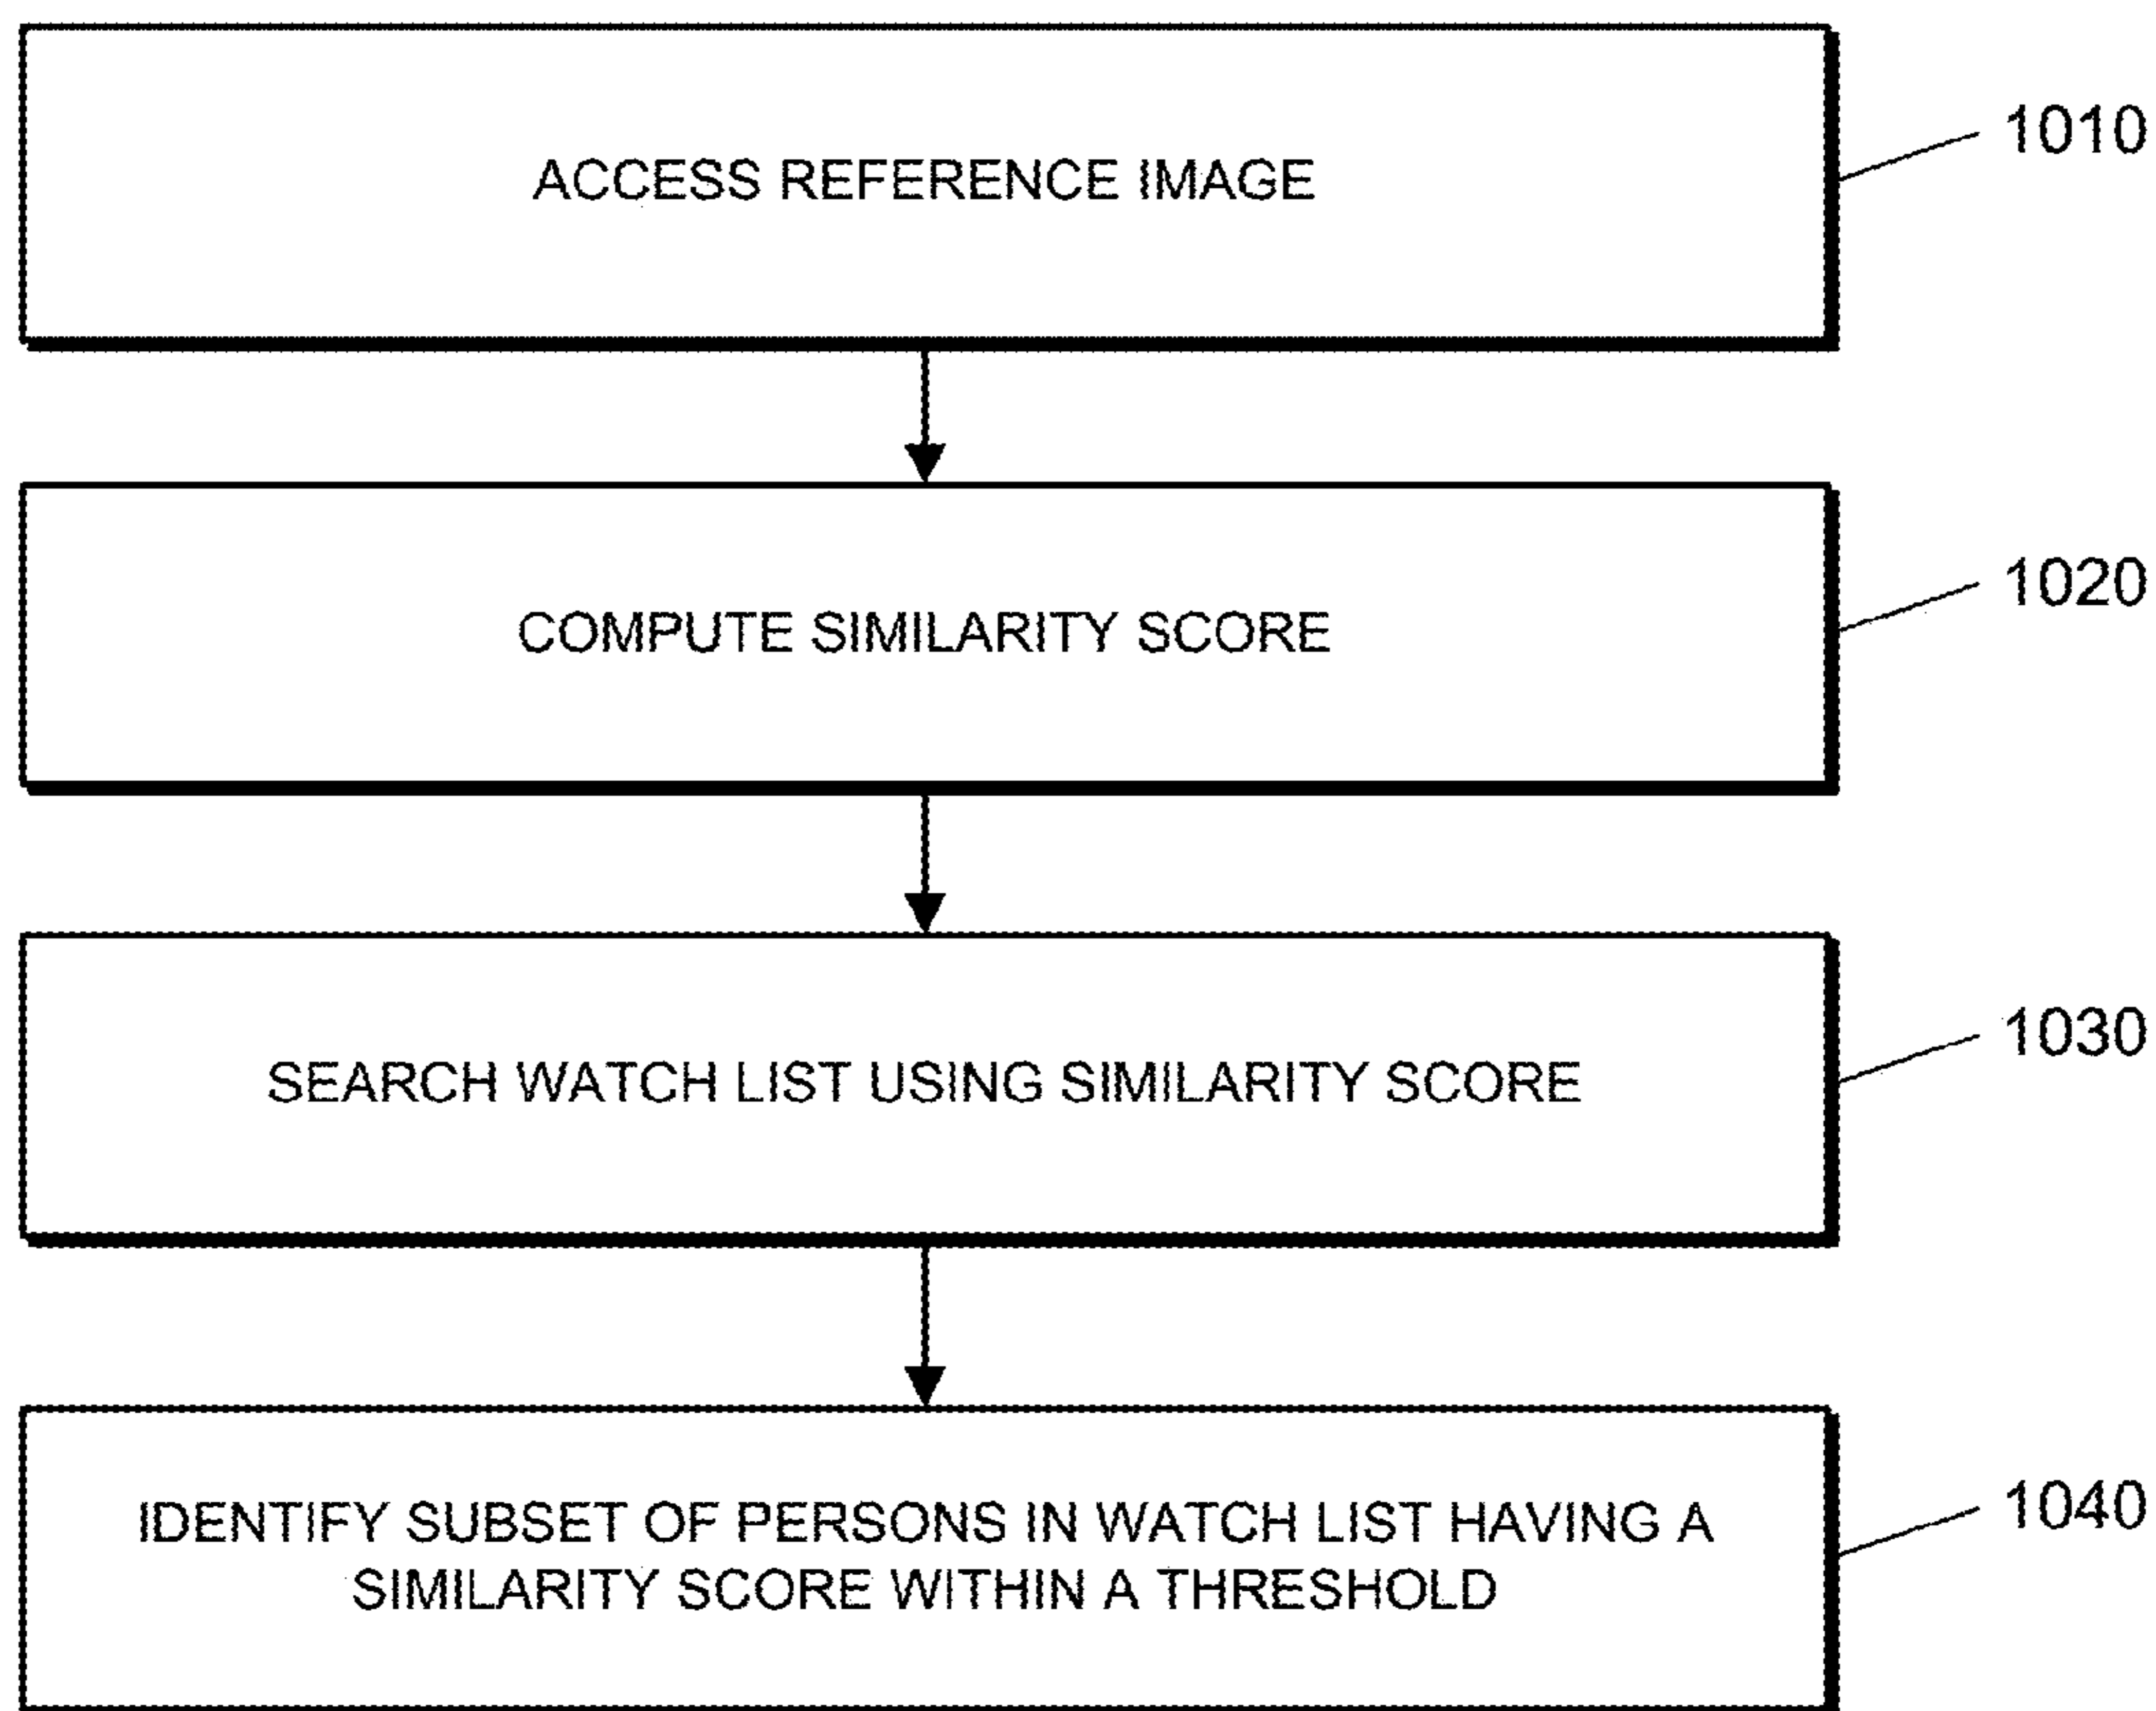 ACCESS REFERENCE IMAGE
1010
COMPUTE SIMILARITY SCORE
1020
SEARCH WATCH LIST USING SIMILARITY SCORE
1030
IDENTIFY SUBSET OF PERSONS IN WATCH LIST HAVING A
SIMILARITY SCORE WITHIN A THRESHOLD
1040